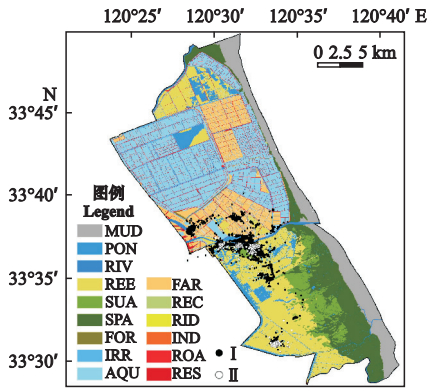 120°25′ 120°30′ 120°35′ 120°40′ E
N
0 2.5 5 km
33°45′
33°40′
33°35′
33°30′
图例
Legend
MUD
PON
RIV
REE FAR
SUA REC
SPA RID
FOR IND
IRR ROA
AQU RES
I
II